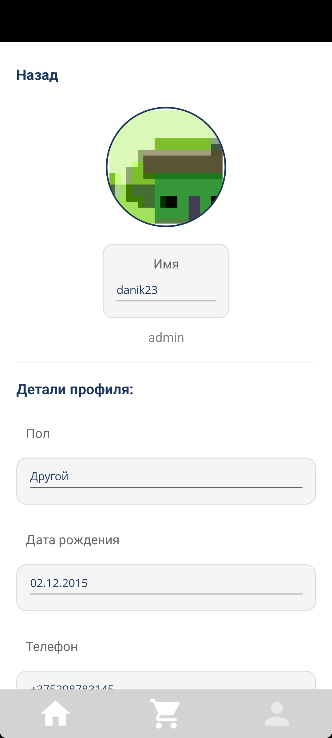 Назад
Имя
danik23
admin
Детали профиля:
Пол
Другой
Дата рождения
02.12.2015
Телефон